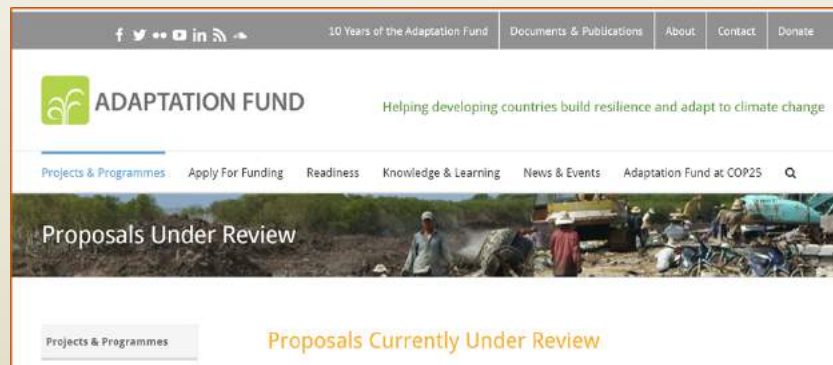 10 Years of the Adaptation Fund Documents & Publications About Contact Donate
ADAPTATION FUND
Helping developing countries build resilience and adapt to climate change
Projects & Programmes Apply For Funding Readiness Knowledge & Learning News & Events Adaptation Fund at COP25
Proposals Under Review
Projects & Programmes
Proposals Currently Under Review